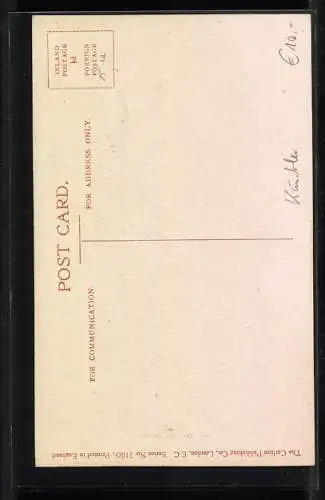 POST CARD.
FOR COMMUNICATION.
FOR ADDRESS ONLY.
INLAND
POSTAGE
½d
FOREIGN
POSTAGE
1d
The Carlton Publishing Co., London, E.C. Series No. 7100. Printed in England
€ 10.-
Künstler